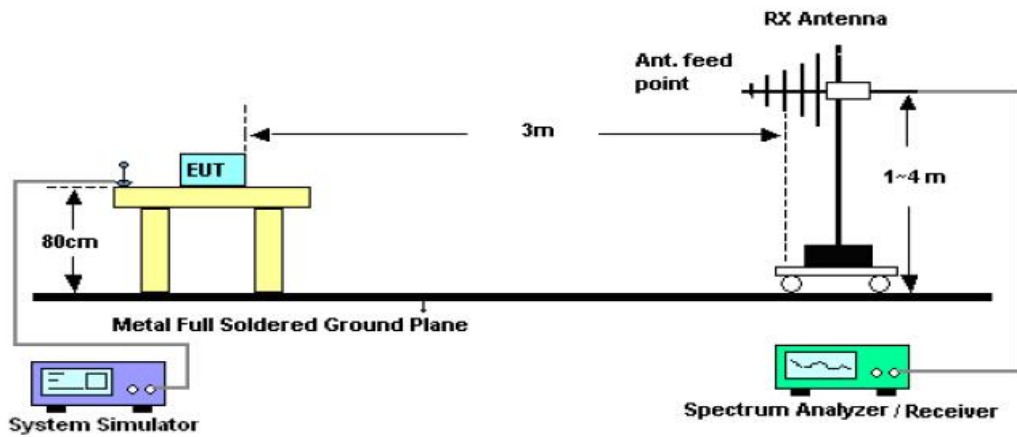 RX Antenna
Ant. feed
point
3m
EUT
1~4 m
80cm
Metal Full Soldered Ground Plane
System Simulator
Spectrum Analyzer / Receiver